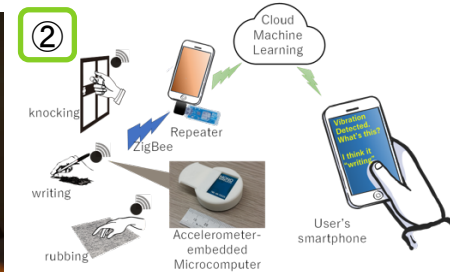 ②
Cloud
Machine
Learning
knocking
Repeater
ZigBee
Vibration
Detected.
What's this?
I think it
"writing"
writing
rubbing
Accelerometer-
embedded
Microcomputer
User's
smartphone